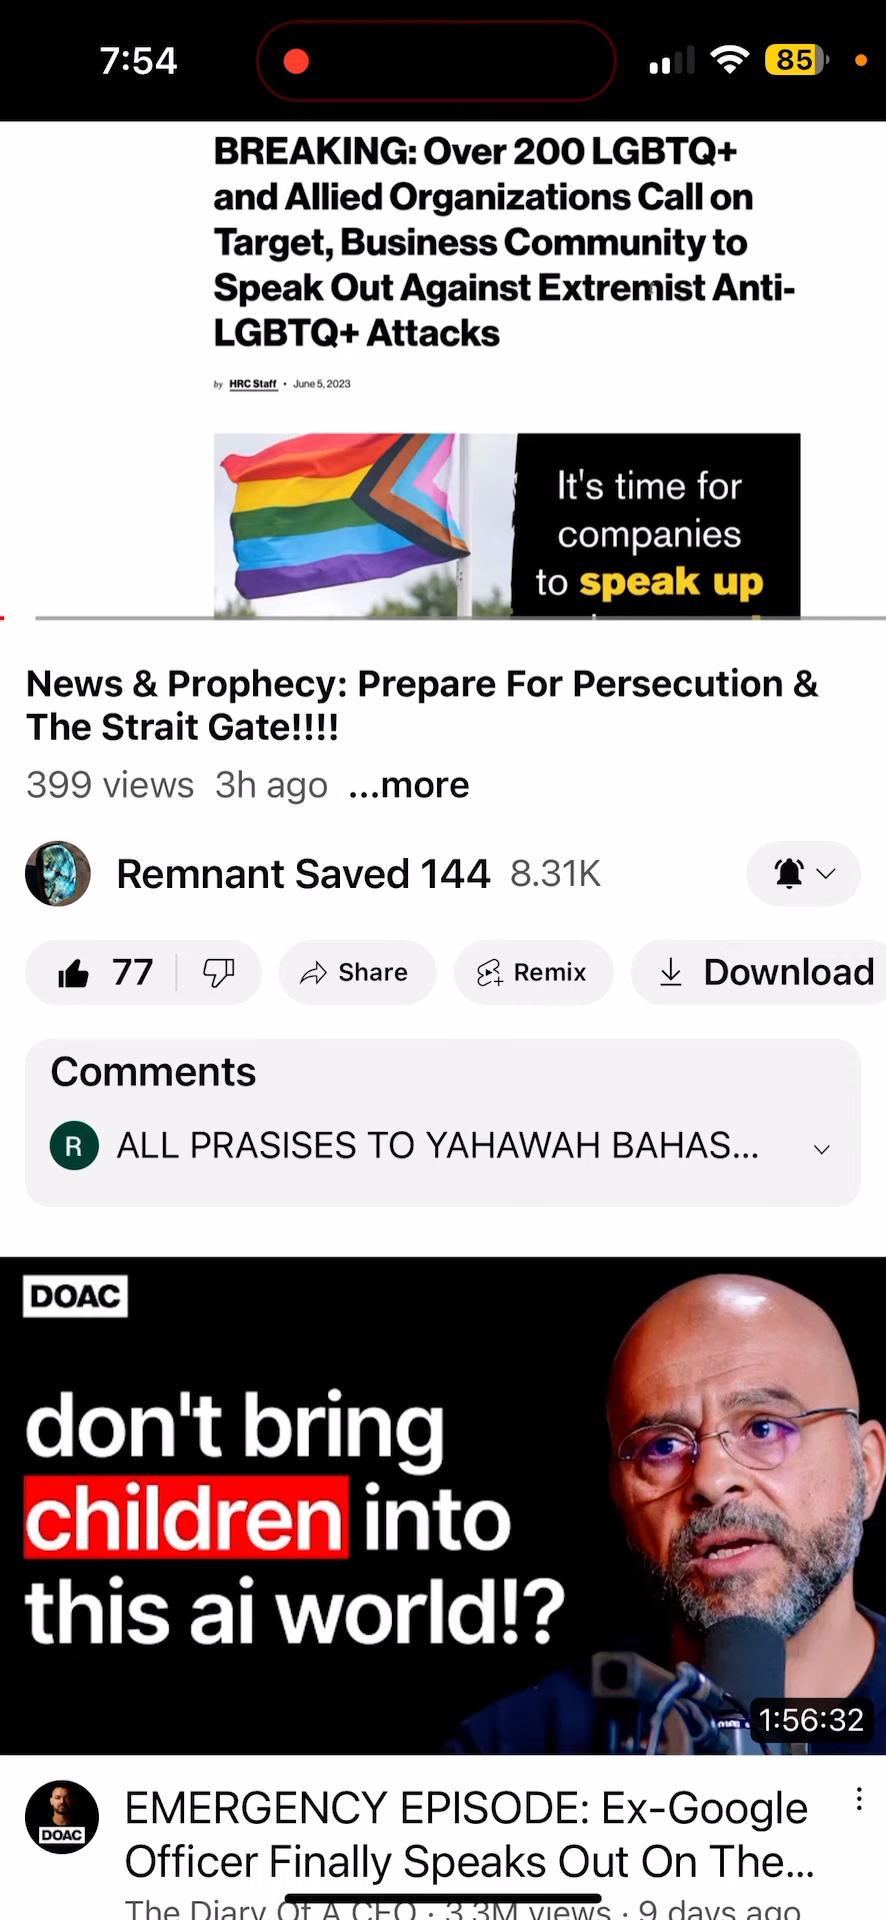 7:54
85
BREAKING: Over 200 LGBTQ+
and Allied Organizations Call on
Target, Business Community to
Speak Out Against Extremist Anti-
LGBTQ+ Attacks
by HRC Staff • June 5, 2023
It's time for
companies
to speak up
News & Prophecy: Prepare For Persecution &
The Strait Gate!!!!
399 views 3h ago ...more
Remnant Saved 144 8.31K
77
Share
Remix
Download
Comments
R
ALL PRASISES TO YAHAWAH BAHAS...
DOAC
don't bring
children into
this ai world!?
1:56:32
DOAC
EMERGENCY EPISODE: Ex-Google
Officer Finally Speaks Out On The...
The Diary Of A CEO · 3.3M views · 9 days ago